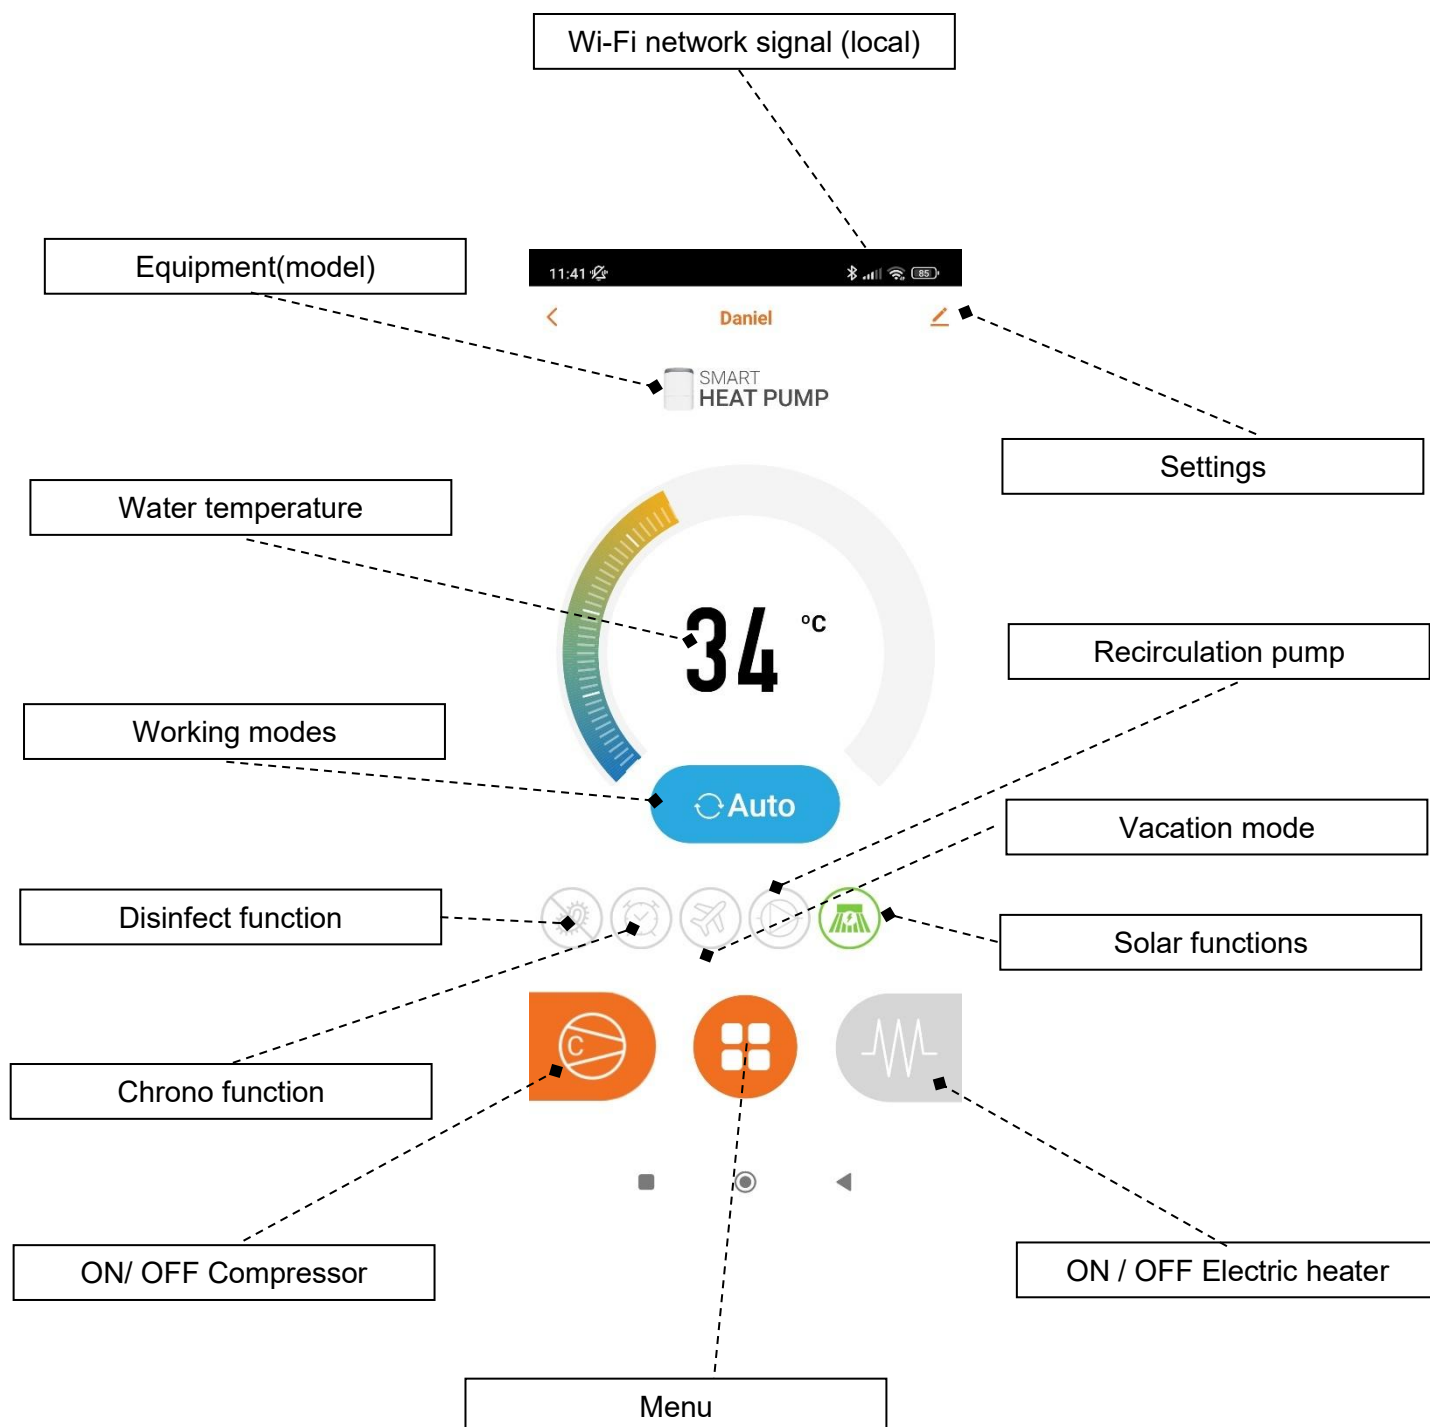 Wi-Fi network signal (local)
Equipment(model)
11:41
85
Daniel
SMART
HEAT PUMP
Settings
Water temperature
34 °C
Recirculation pump
Working modes
Auto
Vacation mode
Disinfect function
Solar functions
C
Chrono function
ON/ OFF Compressor
ON / OFF Electric heater
Menu